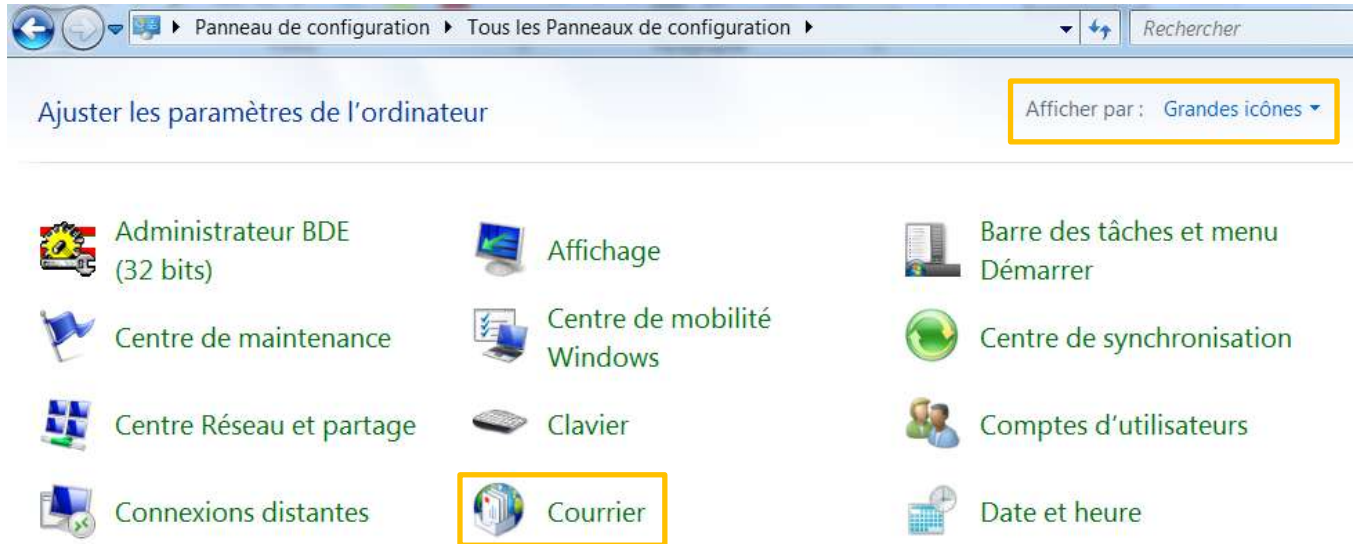 Panneau de configuration Tous les Panneaux de configuration Rechercher
Ajuster les paramètres de l'ordinateur
Afficher par : Grandes icônes
Administrateur BDE
(32 bits)
Affichage
Barre des tâches et menu
Démarrer
Centre de maintenance
Centre de mobilité
Windows
Centre de synchronisation
Centre Réseau et partage
Clavier
Comptes d'utilisateurs
Connexions distantes
Courrier
Date et heure